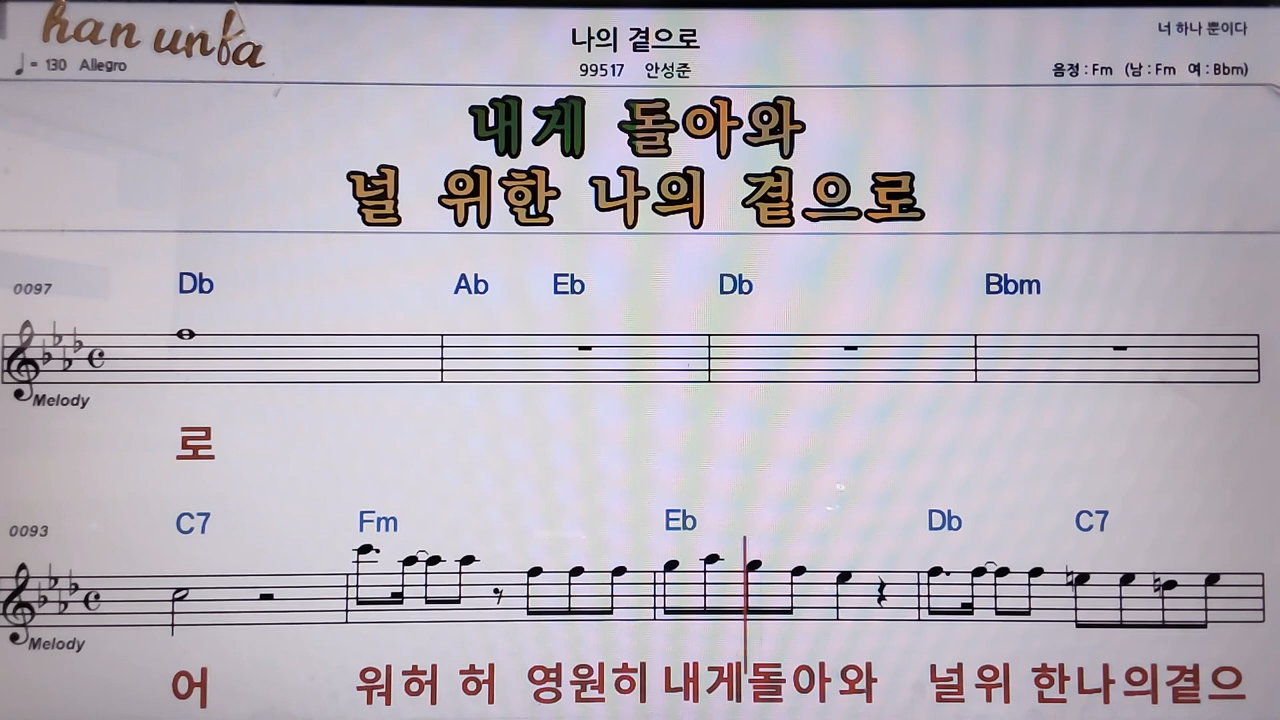 han unfa
나의 곁으로
너 하나 뿐이다
♩= 130 Allegro
99517 안성준
음정 : Fm (남 : Fm 여 : Bbm)
내게 돌아와
널 위한 나의 곁으로
0097 Db Ab Eb Db Bbm
Melody
로
0093 C7 Fm Eb Db C7
Melody
어 워허 허 영원히 내게돌아와 널위 한나의곁으